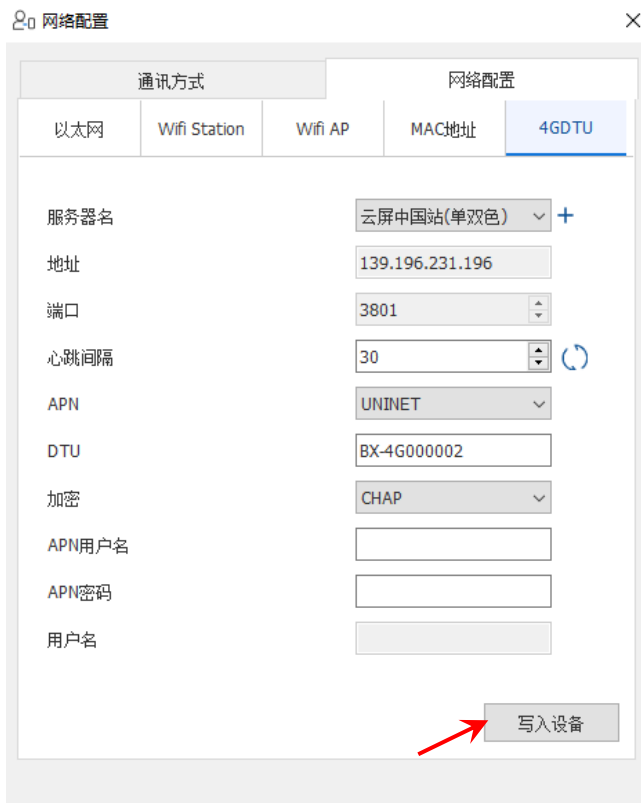 网络配置
通讯方式 网络配置
以太网 Wifi Station Wifi AP MAC地址 4GDTU
服务器名 云屏中国站(单双色)
地址 139.196.231.196
端口 3801
心跳间隔 30
APN UNINET
DTU BX-4G000002
加密 CHAP
APN用户名
APN密码
用户名
写入设备